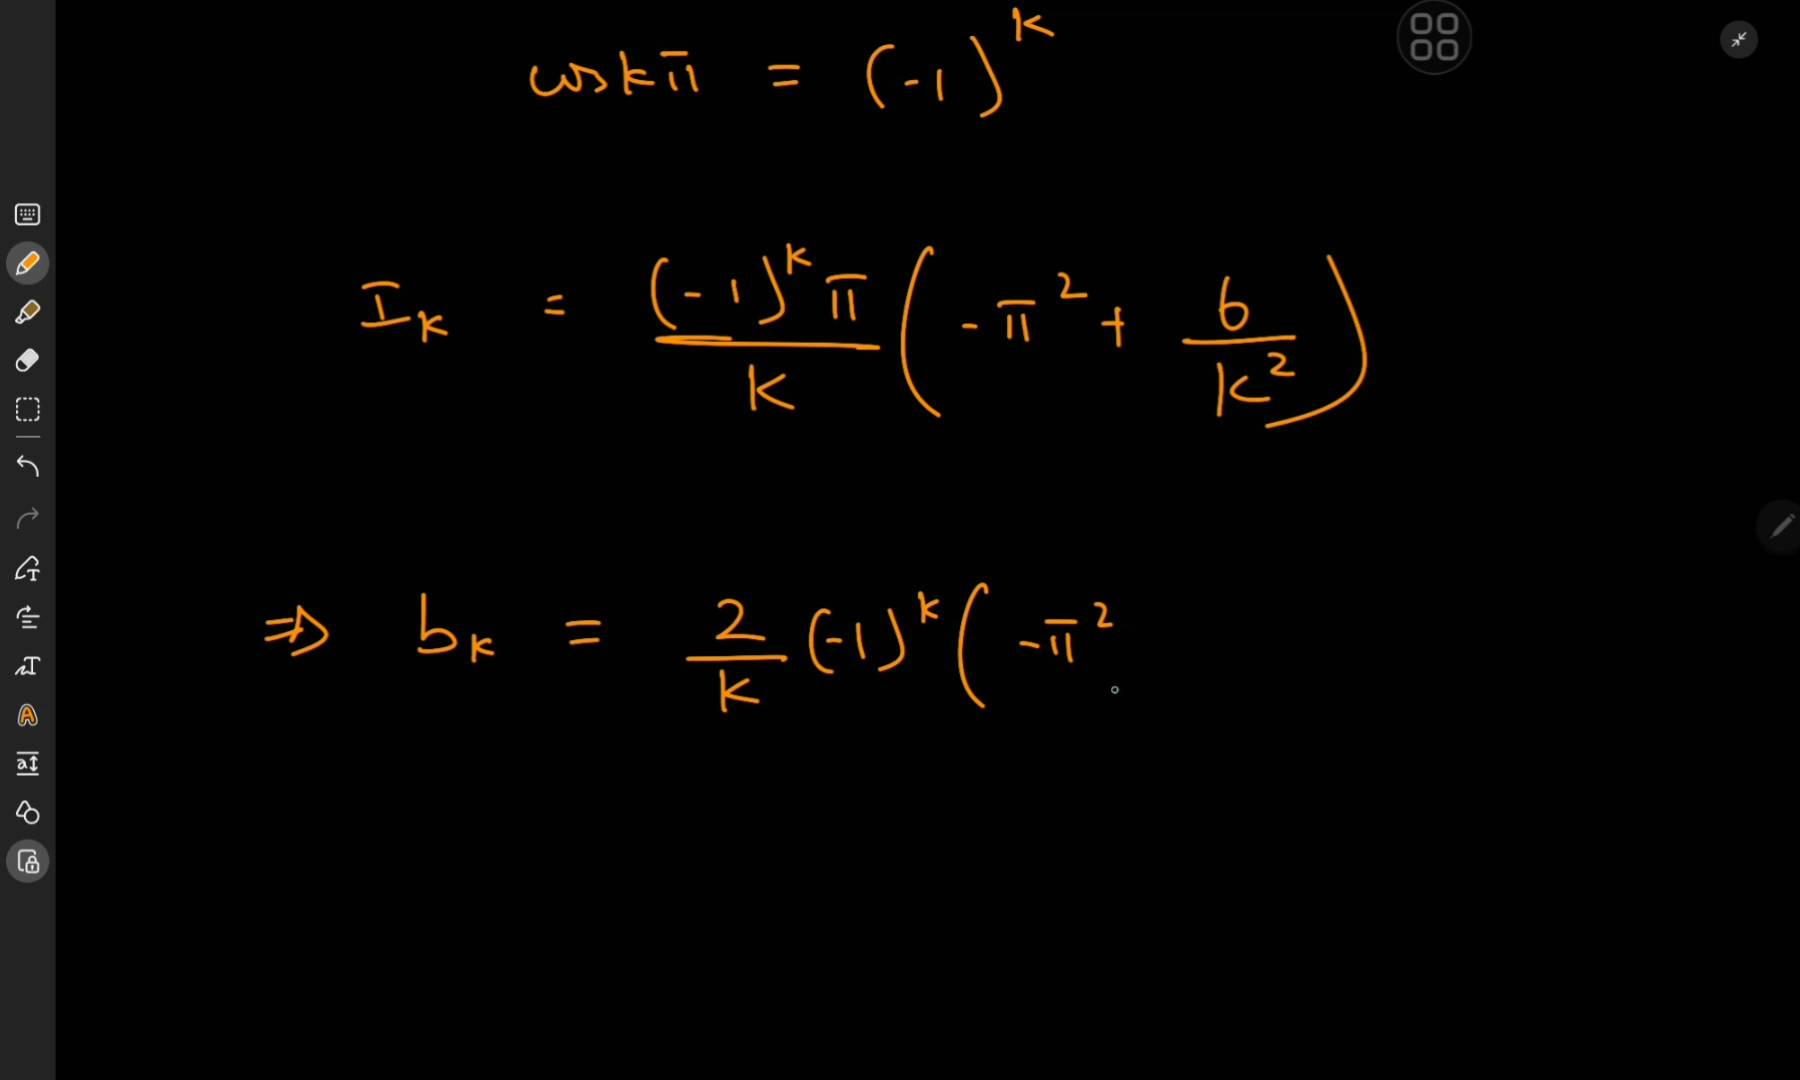 cos kπ = (-1)^k
I_k = (-1)^k π / k ( -π^2 + 6 / k^2 )
⇒ b_k = 2 / k (-1)^k ( -π^2